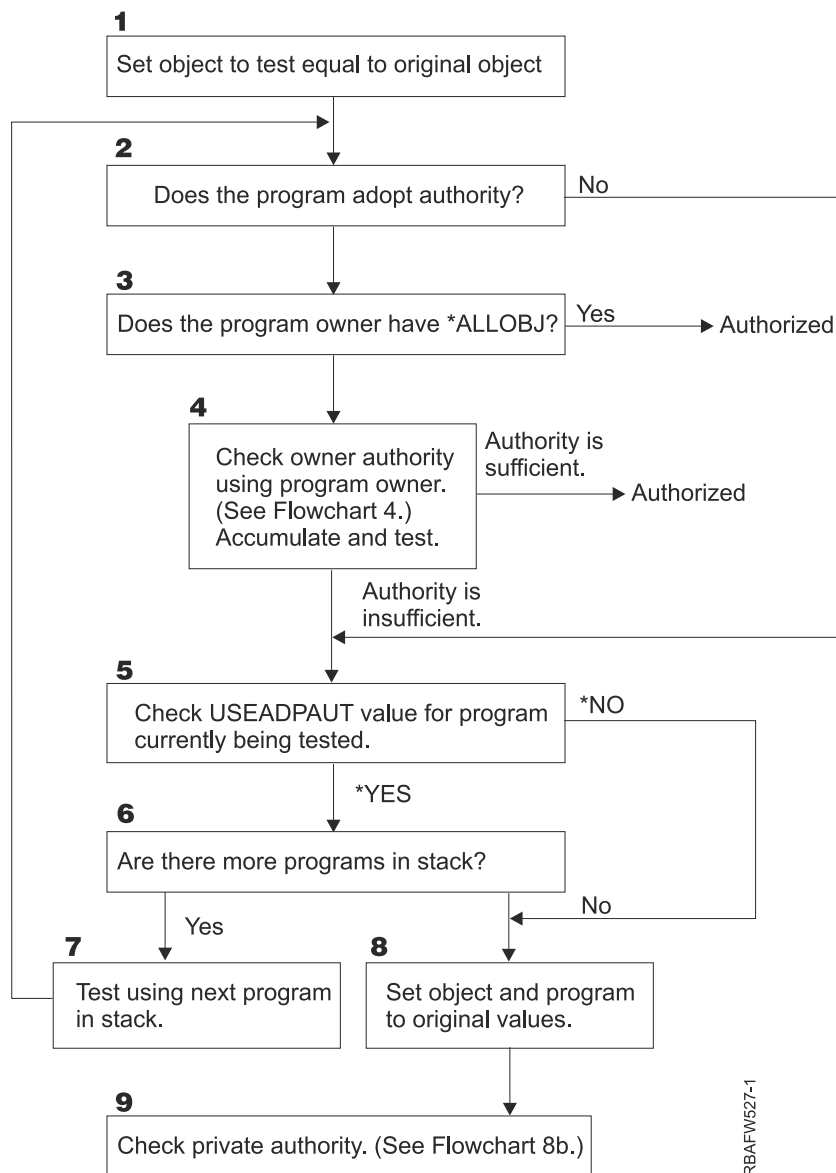 1
Set object to test equal to original object
2
Does the program adopt authority?
No
3
Does the program owner have *ALLOBJ?
Yes
Authorized
4
Check owner authority
using program owner.
(See Flowchart 4.)
Accumulate and test.
Authority is
sufficient.
Authorized
Authority is
insufficient.
5
Check USEADPAUT value for program
currently being tested.
*NO
*YES
6
Are there more programs in stack?
Yes
No
7
Test using next program
in stack.
8
Set object and program
to original values.
9
Check private authority. (See Flowchart 8b.)
RBAFW527-1